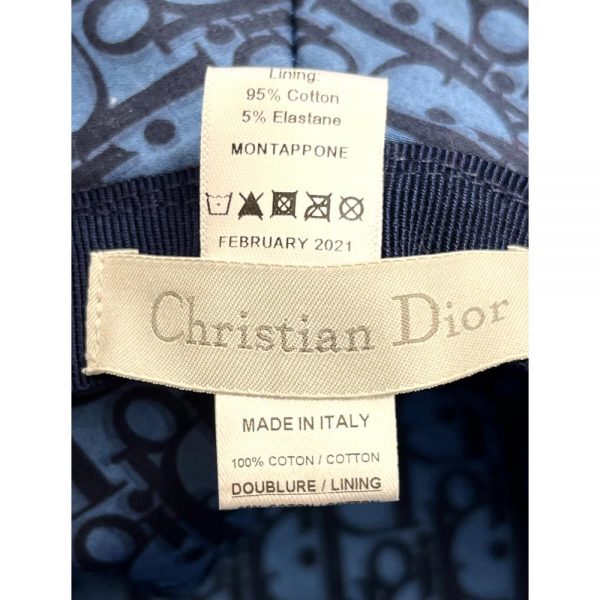 Lining:
95% Cotton
5% Elastane
MONTAPPONE
FEBRUARY 2021
Christian Dior
MADE IN ITALY
100% COTON / COTTON
DOUBLURE / LINING